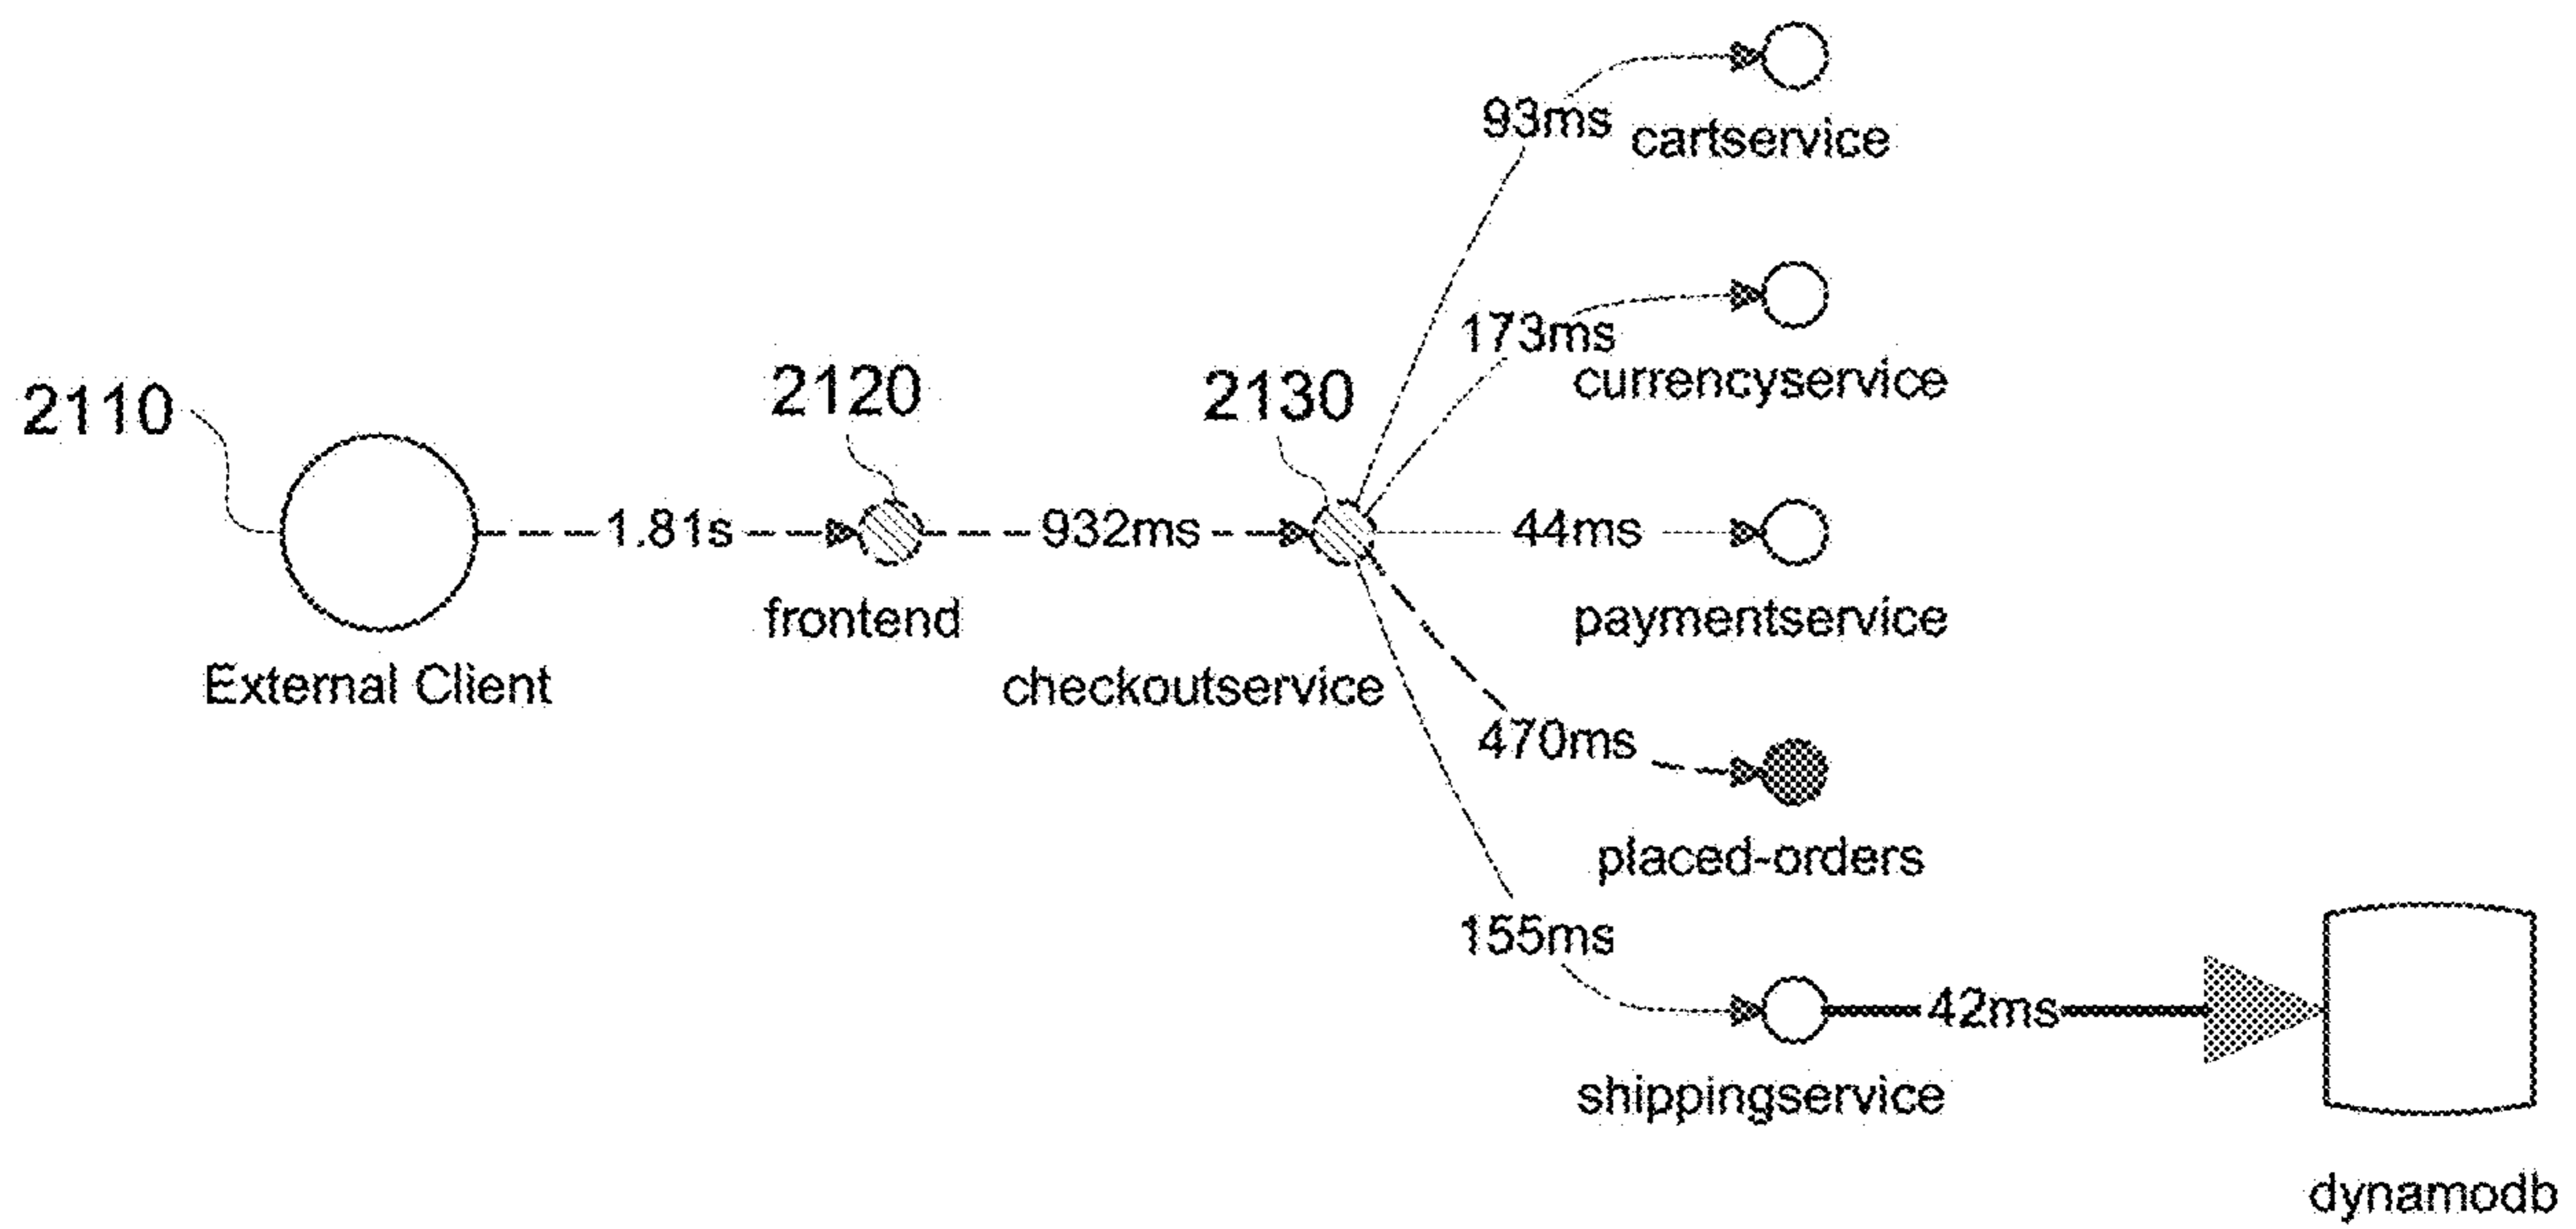 93ms
cartservice
173ms
currencyservice
2110
2120
2130
1.81s
932ms
44ms
frontend
paymentservice
External Client
checkoutservice
470ms
placed-orders
155ms
42ms
shippingservice
dynamodb